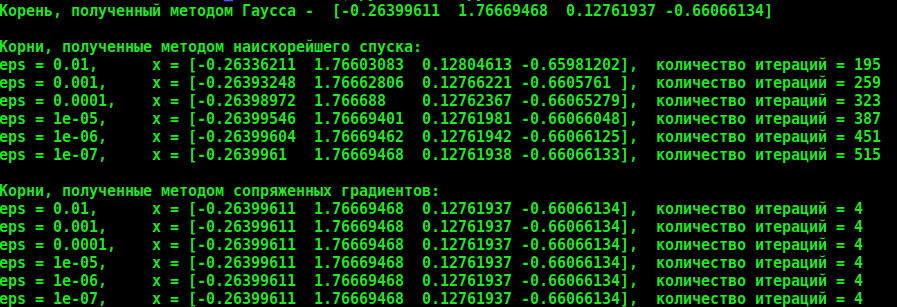 Корень, полученный методом Гаусса -  [-0.26399611  1.76669468  0.12761937 -0.66066134]
Корни, полученные методом наискорейшего спуска:
eps = 0.01,      x = [-0.26336211  1.76603083  0.12804613 -0.65981202],  количество итераций = 195
eps = 0.001,     x = [-0.26393248  1.76662806  0.12766221 -0.6605761 ],  количество итераций = 259
eps = 0.0001,    x = [-0.26398972  1.766688    0.12762367 -0.66065279],  количество итераций = 323
eps = 1e-05,     x = [-0.26399546  1.76669401  0.12761981 -0.66066048],  количество итераций = 387
eps = 1e-06,     x = [-0.26399604  1.76669462  0.12761942 -0.66066125],  количество итераций = 451
eps = 1e-07,     x = [-0.2639961   1.76669468  0.12761938 -0.66066133],  количество итераций = 515
Корни, полученные методом сопряженных градиентов:
eps = 0.01,      x = [-0.26399611  1.76669468  0.12761937 -0.66066134],  количество итераций = 4
eps = 0.001,     x = [-0.26399611  1.76669468  0.12761937 -0.66066134],  количество итераций = 4
eps = 0.0001,    x = [-0.26399611  1.76669468  0.12761937 -0.66066134],  количество итераций = 4
eps = 1e-05,     x = [-0.26399611  1.76669468  0.12761937 -0.66066134],  количество итераций = 4
eps = 1e-06,     x = [-0.26399611  1.76669468  0.12761937 -0.66066134],  количество итераций = 4
eps = 1e-07,     x = [-0.26399611  1.76669468  0.12761937 -0.66066134],  количество итераций = 4